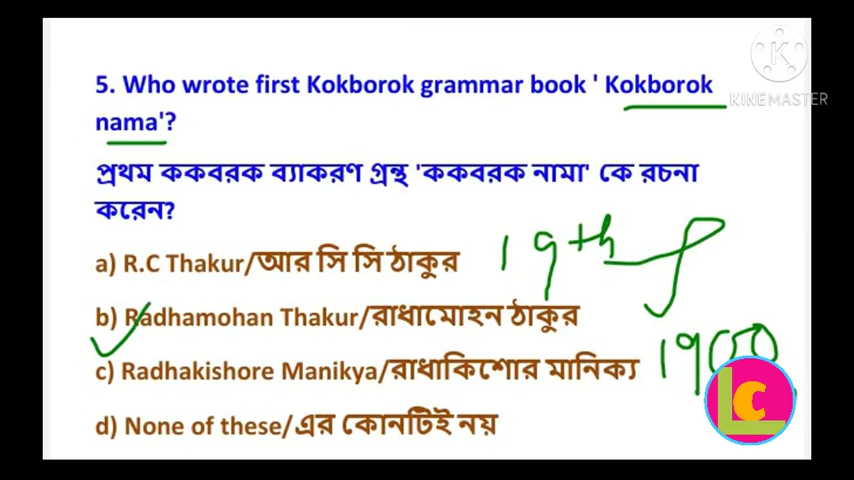 KINEMASTER
5. Who wrote first Kokborok grammar book ' Kokborok
nama'?
প্রথম ককবরক ব্যাকরণ গ্রন্থ 'ককবরক নামা' কে রচনা
করেন?
a) R.C Thakur/আর সি সি ঠাকুর
19th
b) Radhamohan Thakur/রাধামোহন ঠাকুর
c) Radhakishore Manikya/রাধাকিশোর মানিক্য
1900
LC
d) None of these/এর কোনটিই নয়